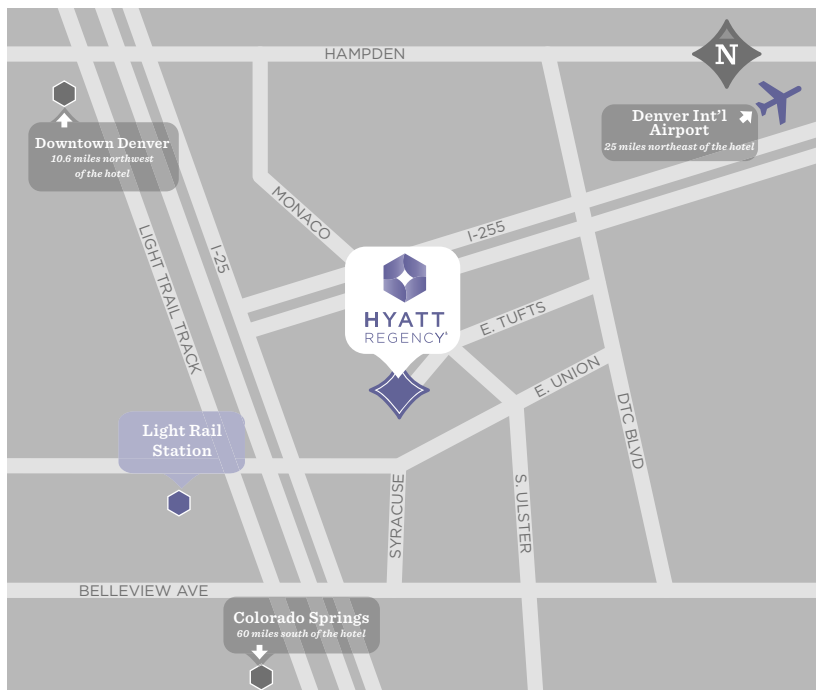 HAMPDEN
N
Denver Int'l
Airport
25 miles northeast of the hotel
Downtown Denver
10.6 miles northwest
of the hotel
MONACO
I-255
I-25
LIGHT TRAIL TRACK
HYATT
REGENCY
E. TUFTS
E. UNION
DTC BLVD
Light Rail
Station
SYRACUSE
S. ULSTER
BELLEVIEW AVE
Colorado Springs
60 miles south of the hotel